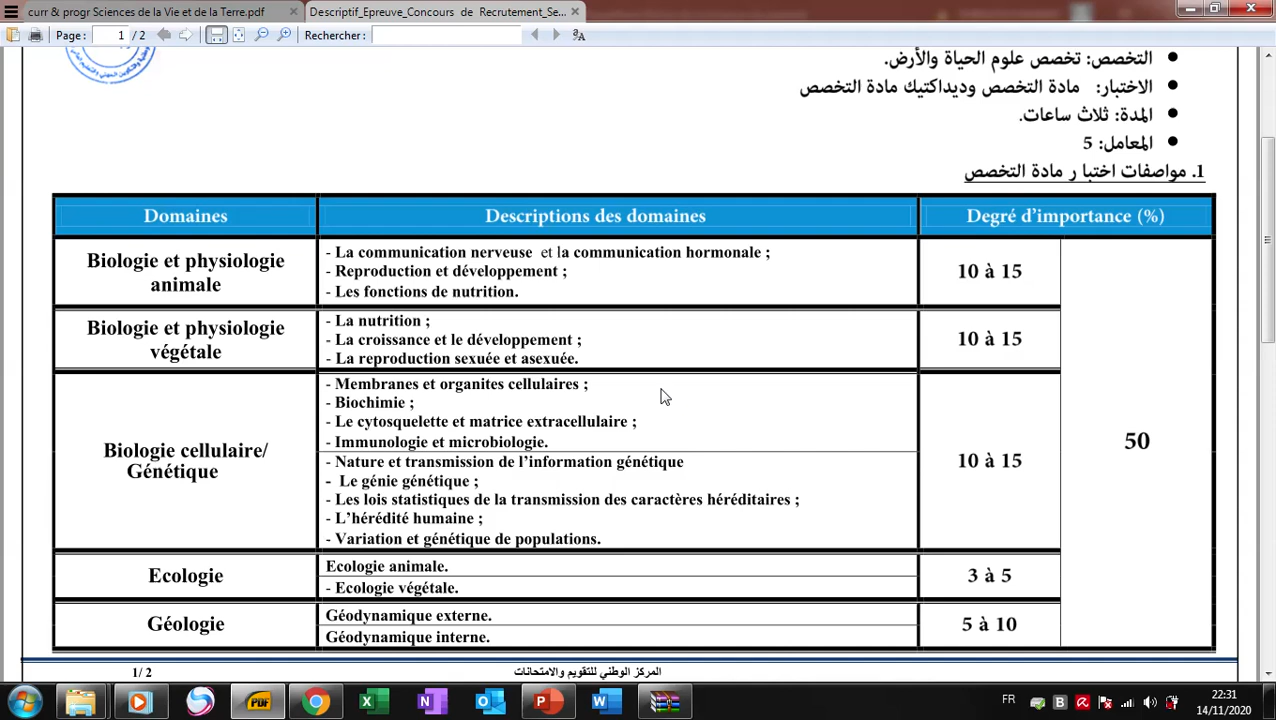 curr & progr Sciences de la Vie et de la Terre.pdf
Descriptif_Epreuve_Concours de Recrutement_Se...
Page : 1 / 2
Rechercher :
التخصص: تخصص علوم الحياة والأرض.
الاختبار: مادة التخصص وديداكتيك مادة التخصص
المدة: ثلاث ساعات.
المعامل: 5
1. مواصفات اختبا ر مادة التخصص
Domaines
Descriptions des domaines
Degré d’importance (%)
Biologie et physiologie
animale
- La communication nerveuse et la communication hormonale ;
- Reproduction et développement ;
- Les fonctions de nutrition.
10 à 15
Biologie et physiologie
végétale
- La nutrition ;
- La croissance et le développement ;
- La reproduction sexuée et asexuée.
10 à 15
Biologie cellulaire/
Génétique
- Membranes et organites cellulaires ;
- Biochimie ;
- Le cytosquelette et matrice extracellulaire ;
- Immunologie et microbiologie.
- Nature et transmission de l’information génétique
- Le génie génétique ;
- Les lois statistiques de la transmission des caractères héréditaires ;
- L’hérédité humaine ;
- Variation et génétique de populations.
10 à 15
50
Ecologie
Ecologie animale.
- Ecologie végétale.
3 à 5
Géologie
Géodynamique externe.
Géodynamique interne.
5 à 10
1/ 2
المركز الوطني للتقويم والامتحانات
FR
22:31
14/11/2020